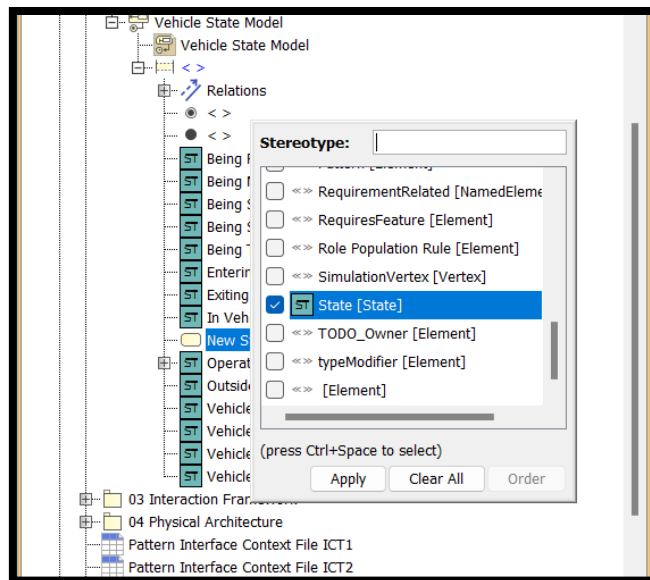 Vehicle State Model
Vehicle State Model
< >
Relations
< >
< >
Being
Being
Being
Being
Being
Exiting
In Veh
New S
Operat
Outside
Vehicle
Vehicle
Vehicle
Vehicle
03 Interaction
04 Physical Architecture
Pattern Interface Context File ICT1
Pattern Interface Context File ICT2
Stereotype:
[Element]
«» RequirementRelated [NamedEleme
«» RequiresFeature [Element]
«» Role Population Rule [Element]
«» SimulationVertex [Vertex]
ST State [State]
«» TODO_Owner [Element]
«» typeModifier [Element]
«» [Element]
(press Ctrl+Space to select)
Apply Clear All Order